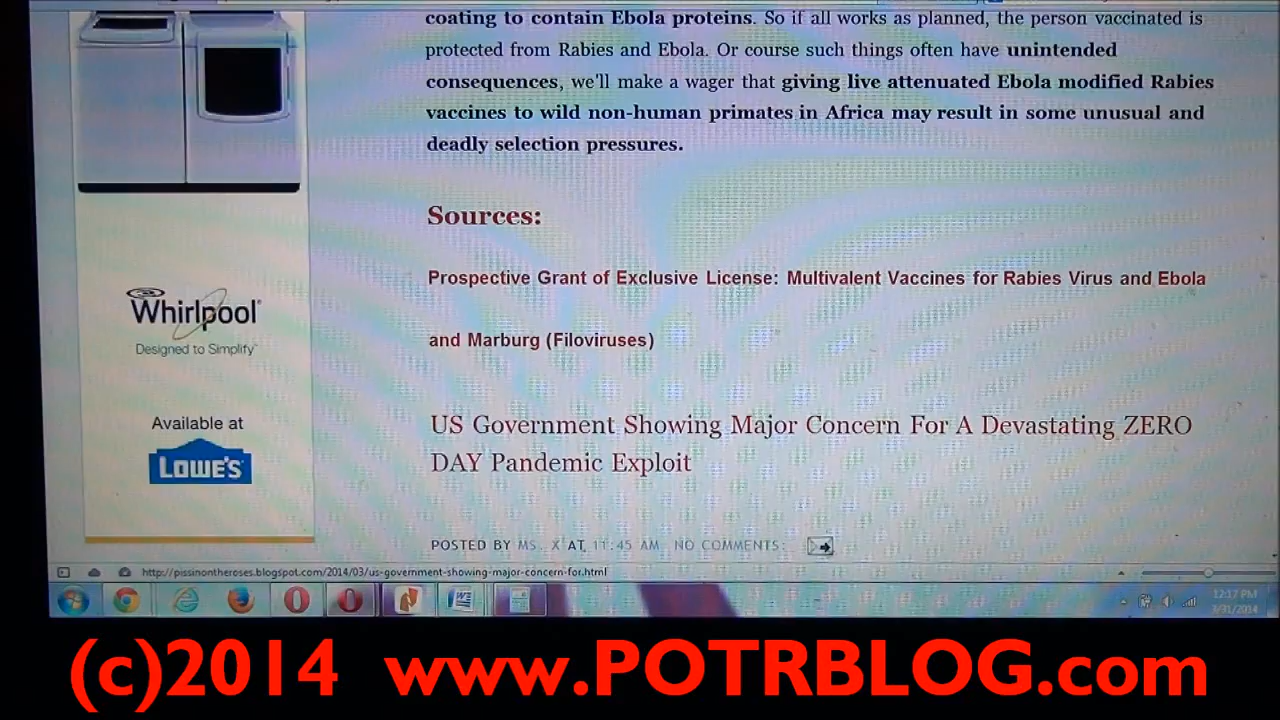 coating to contain Ebola proteins. So if all works as planned, the person vaccinated is
protected from Rabies and Ebola. Or course such things often have unintended
consequences, we'll make a wager that giving live attenuated Ebola modified Rabies
vaccines to wild non-human primates in Africa may result in some unusual and
deadly selection pressures.
Sources:
Prospective Grant of Exclusive License: Multivalent Vaccines for Rabies Virus and Ebola
and Marburg (Filoviruses)
Whirlpool
Designed to Simplify
Available at
LOWE'S
US Government Showing Major Concern For A Devastating ZERO
DAY Pandemic Exploit
POSTED BY MS. X AT 11:45 AM NO COMMENTS:
http://pissinontheroses.blogspot.com/2014/03/us-government-showing-major-concern-for.html
12:17 PM
3/31/2014
(c)2014 www.POTRBLOG.com